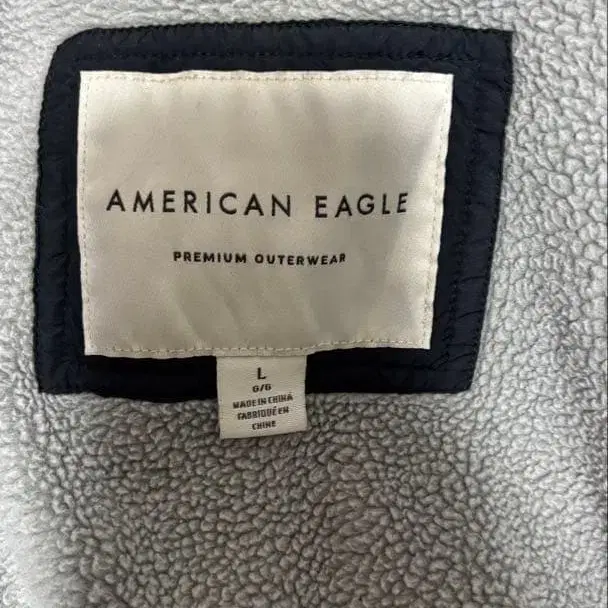 AMERICAN EAGLE
PREMIUM OUTERWEAR
L
G/G
MADE IN CHINA
FABRIQUÉ EN
CHINE